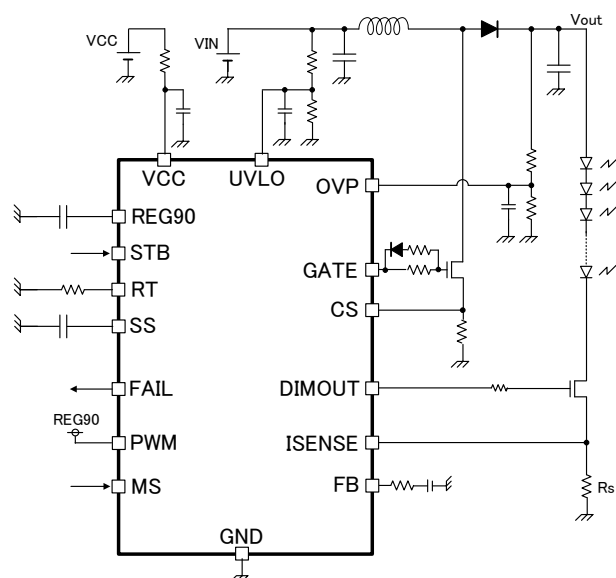 Vout
VCC
VIN
VCC
UVLO
OVP
REG90
STB
GATE
RT
CS
SS
FAIL
DIMOUT
REG90
PWM
ISENSE
MS
FB
Rs
GND